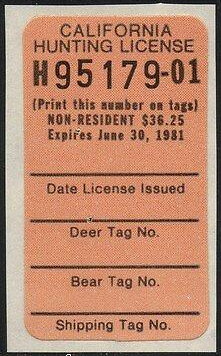 CALIFORNIA
HUNTING LICENSE
H95179-01
(Print this number on tags)
NON-RESIDENT $36.25
Expires June 30, 1981
Date License Issued
Deer Tag No.
Bear Tag No.
Shipping Tag No.